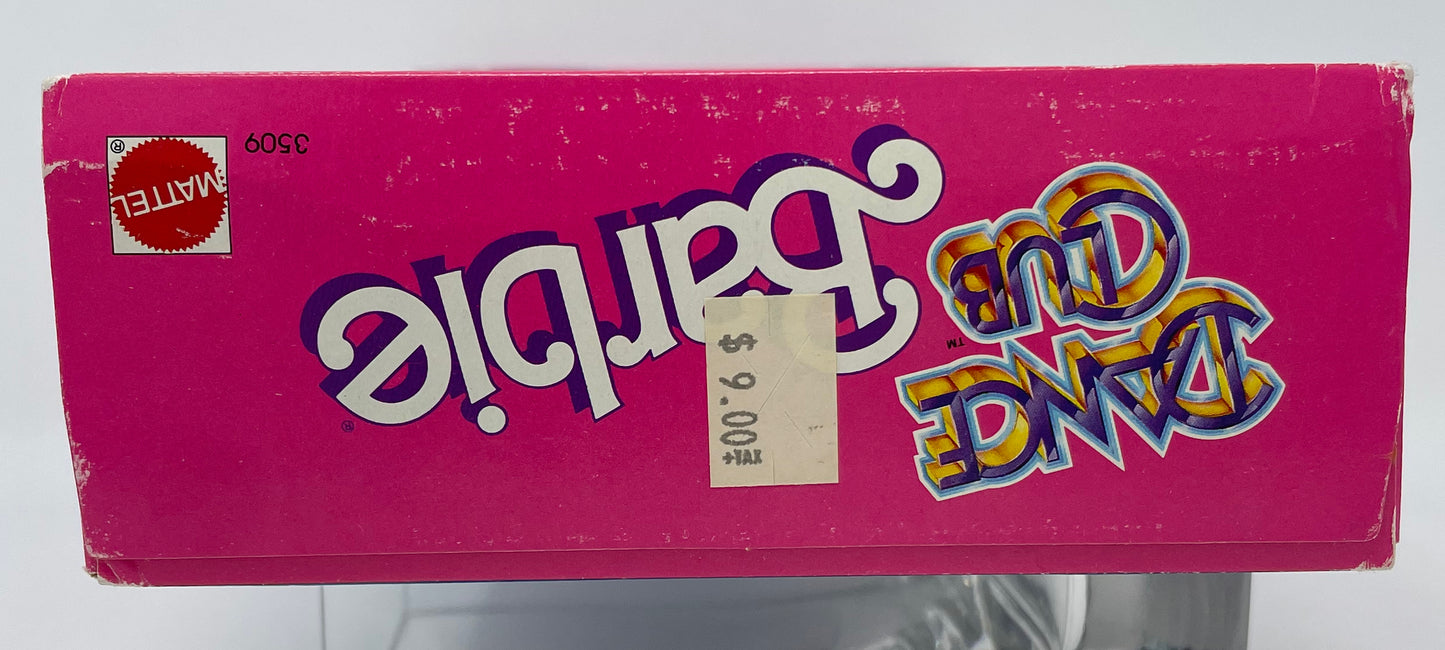 DANCE
CLUB
™
Barbie
®
3509
MATTEL
®
$ 9.00
+TAX